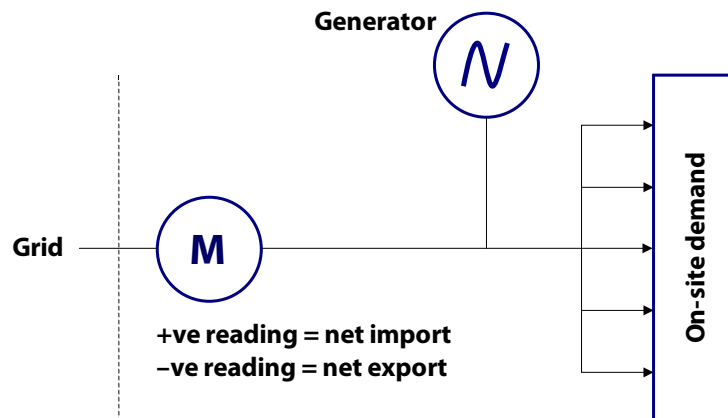 Generator
Grid
M
+ve reading = net import
–ve reading = net export
On-site demand